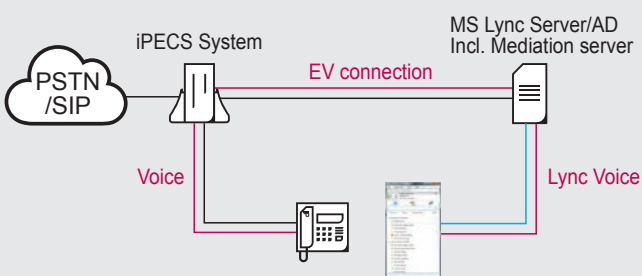 MS Lync Server/AD
iPECS System
Incl. Mediation server
EV connection
PSTN
/SIP
Voice
Lync Voice